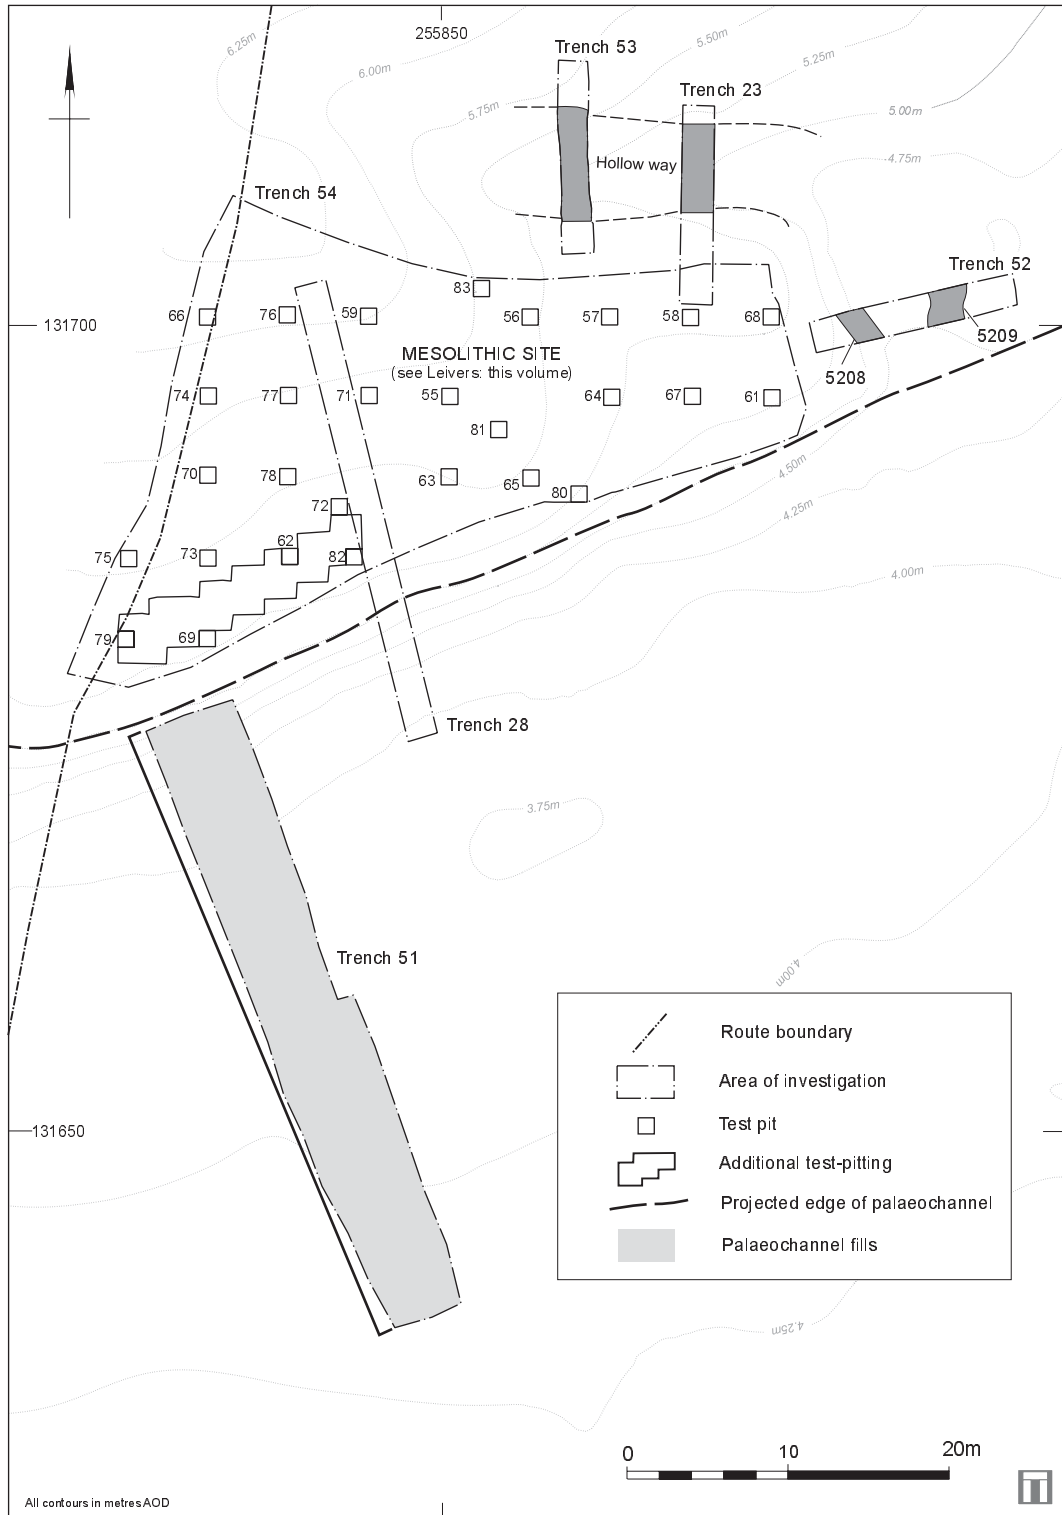 255850
Trench 53
5.50m
6.25m
6.00m
5.25m
Trench 23
5.75m
5.00m
4.75m
Hollow way
Trench 54
Trench 52
83
66
76
59
56
57
58
68
131700
5209
MESOLITHIC SITE
(see Leivers: this volume)
5208
74
77
71
55
64
67
61
81
4.50m
70
78
63
65
80
72
4.25m
62
75
73
82
4.00m
79
69
Trench 28
3.75m
Trench 51
4.00m
Route boundary
Area of investigation
131650
Test pit
Additional test-pitting
Projected edge of palaeochannel
Palaeochannel fills
4.25m
0 10 20m
All contours in metres AOD